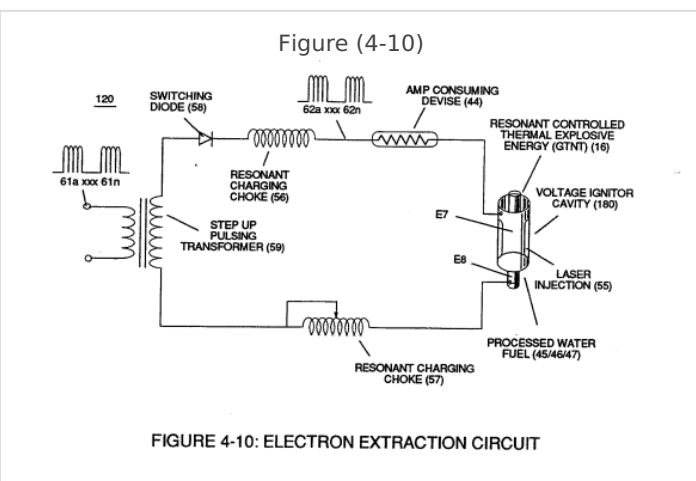 Figure (4-10)
120
SWITCHING
DIODE (58)
62a xxx 62n
AMP CONSUMING
DEVISE (44)
RESONANT CONTROLLED
THERMAL EXPLOSIVE
ENERGY (GTNT) (16)
61a xxx 61n
RESONANT
CHARGING
CHOKE (56)
VOLTAGE IGNITOR
CAVITY (180)
E7
STEP UP
PULSING
TRANSFORMER (59)
E8
LASER
INJECTION (55)
PROCESSED WATER
FUEL (45/46/47)
RESONANT CHARGING
CHOKE (57)
FIGURE 4-10: ELECTRON EXTRACTION CIRCUIT